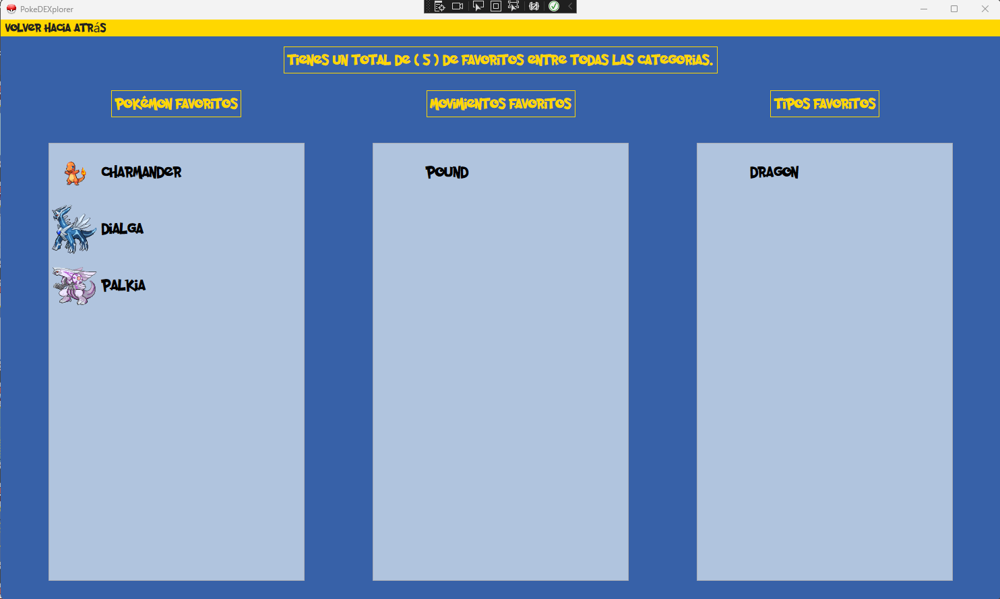 PokeDEXplorer
Volver hacia atrás
Tienes un total de ( 5 ) de favoritos entre todas las categorias.
Pokémon Favoritos
Movimientos Favoritos
Tipos Favoritos
Charmander
Dialga
Palkia
Pound
Dragon